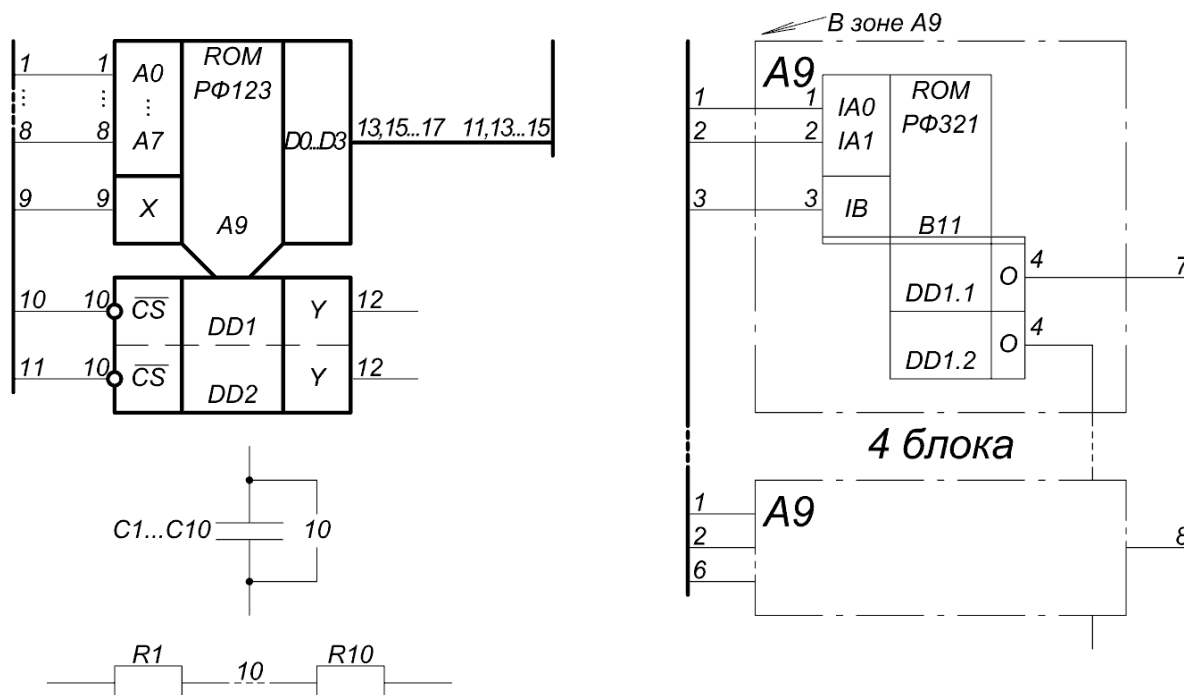 1 1 A0 ROM
⋮ ⋮ ⋮ РФ123
8 8 A7 D0...D3 13,15...17 11,13...15
9 9 X A9
10 10 CS DD1 Y 12
11 10 CS DD2 Y 12
C1...C10 10
R1 10 R10
В зоне А9
A9
1 1 IA0 ROM
2 2 IA1 РФ321
3 3 IB B11
DD1.1 O 4 7
DD1.2 O 4
4 блока
1 A9
2 8
6